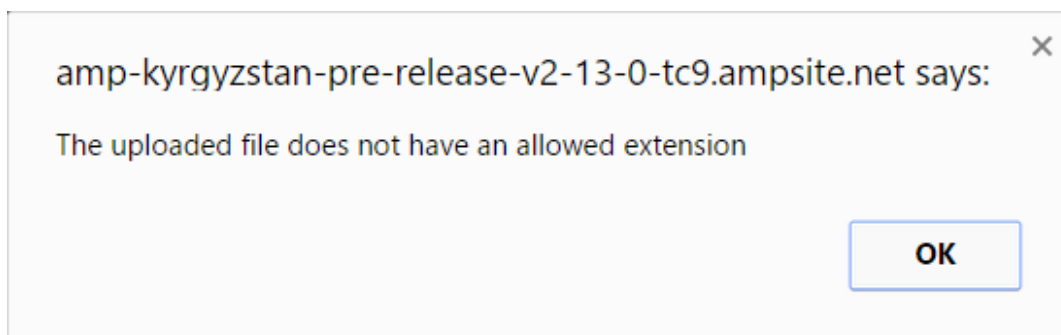 amp-kyrgyzstan-pre-release-v2-13-0-tc9.ampsite.net says:
The uploaded file does not have an allowed extension
OK